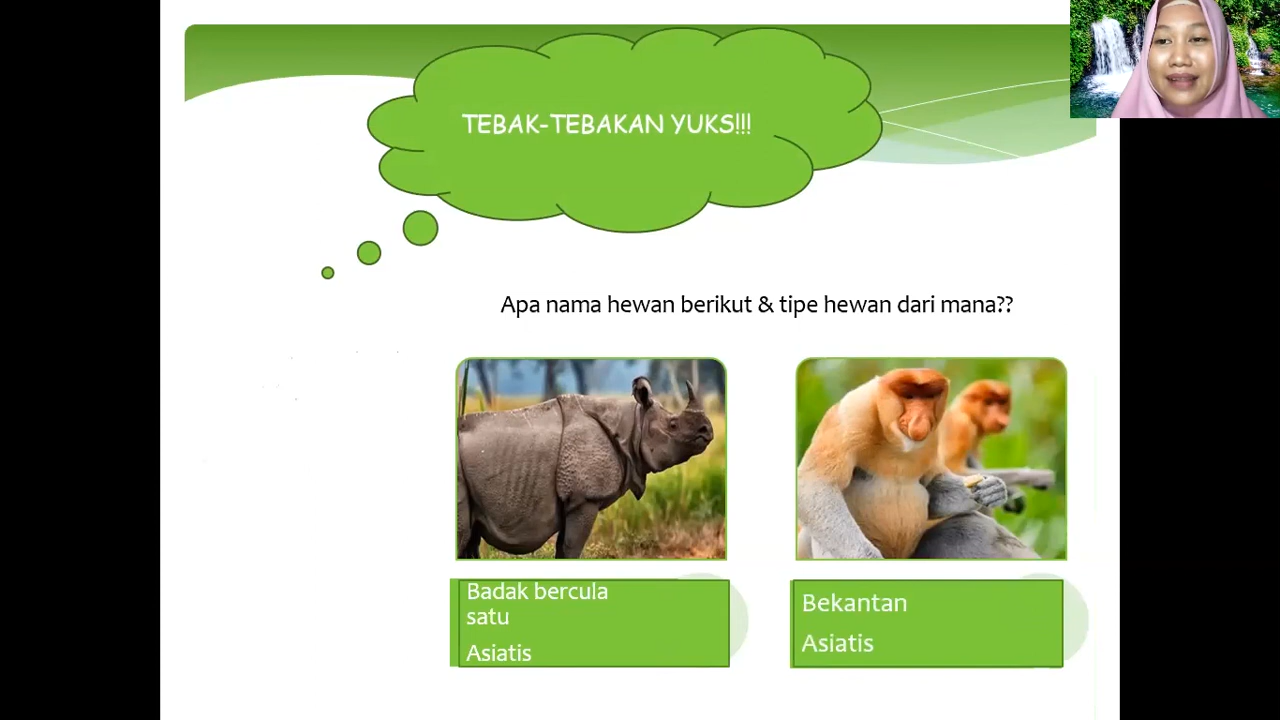 TEBAK-TEBAKAN YUKS!!!
Apa nama hewan berikut & tipe hewan dari mana??
Badak bercula
satu
Asiatis
Bekantan
Asiatis